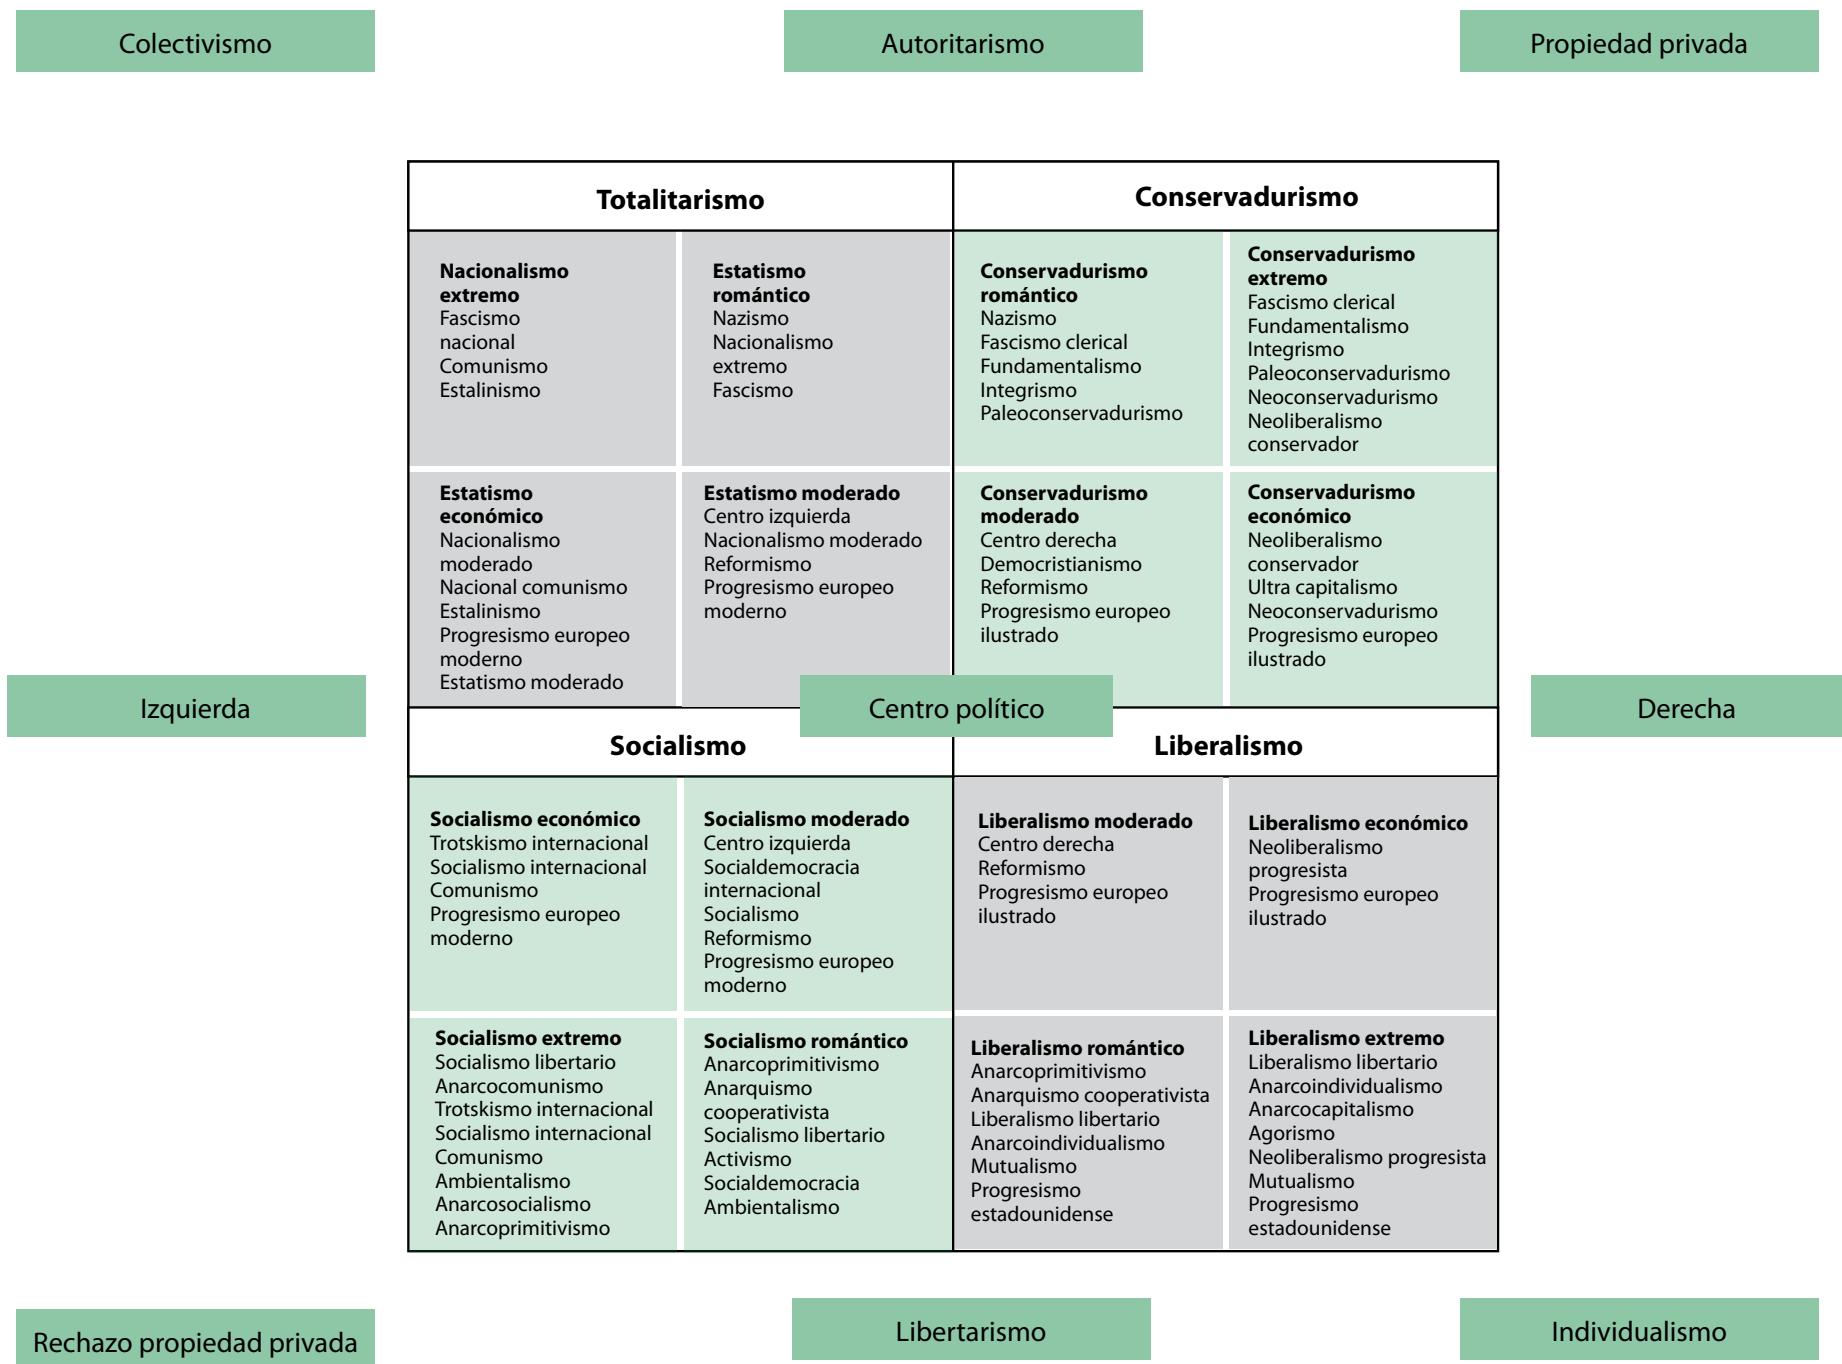 Colectivismo
Autoritarismo
Propiedad privada
Totalitarismo
Conservadurismo
Nacionalismo
extremo
Fascismo
nacional
Comunismo
Estalinismo
Estatismo
romántico
Nazismo
Nacionalismo
extremo
Fascismo
Conservadurismo
romántico
Nazismo
Fascismo clerical
Fundamentalismo
Integrismo
Paleoconservadurismo
Conservadurismo
extremo
Fascismo clerical
Fundamentalismo
Integrismo
Paleoconservadurismo
Neoconservadurismo
Neoliberalismo
conservador
Estatismo
económico
Nacionalismo
moderado
Nacional comunismo
Estalinismo
Progresismo europeo
moderno
Estatismo moderado
Estatismo moderado
Centro izquierda
Nacionalismo moderado
Reformismo
Progresismo europeo
moderno
Conservadurismo
moderado
Centro derecha
Democristianismo
Reformismo
Progresismo europeo
ilustrado
Conservadurismo
económico
Neoliberalismo
conservador
Ultra capitalismo
Neoconservadurismo
Progresismo europeo
ilustrado
Izquierda
Centro político
Derecha
Socialismo
Liberalismo
Socialismo económico
Trotskismo internacional
Socialismo internacional
Comunismo
Progresismo europeo
moderno
Socialismo moderado
Centro izquierda
Socialdemocracia
internacional
Socialismo
Reformismo
Progresismo europeo
moderno
Liberalismo moderado
Centro derecha
Reformismo
Progresismo europeo
ilustrado
Liberalismo económico
Neoliberalismo
progresista
Progresismo europeo
ilustrado
Socialismo extremo
Socialismo libertario
Anarcocomunismo
Trotskismo internacional
Socialismo internacional
Comunismo
Ambientalismo
Anarcosocialismo
Anarcoprimitivismo
Socialismo romántico
Anarcoprimitivismo
Anarquismo
cooperativista
Socialismo libertario
Activismo
Socialdemocracia
Ambientalismo
Liberalismo romántico
Anarcoprimitivismo
Anarquismo cooperativista
Liberalismo libertario
Anarcoindividualismo
Mutualismo
Progresismo
estadounidense
Liberalismo extremo
Liberalismo libertario
Anarcoindividualismo
Anarcocapitalismo
Agorismo
Neoliberalismo progresista
Mutualismo
Progresismo
estadounidense
Rechazo propiedad privada
Libertarismo
Individualismo